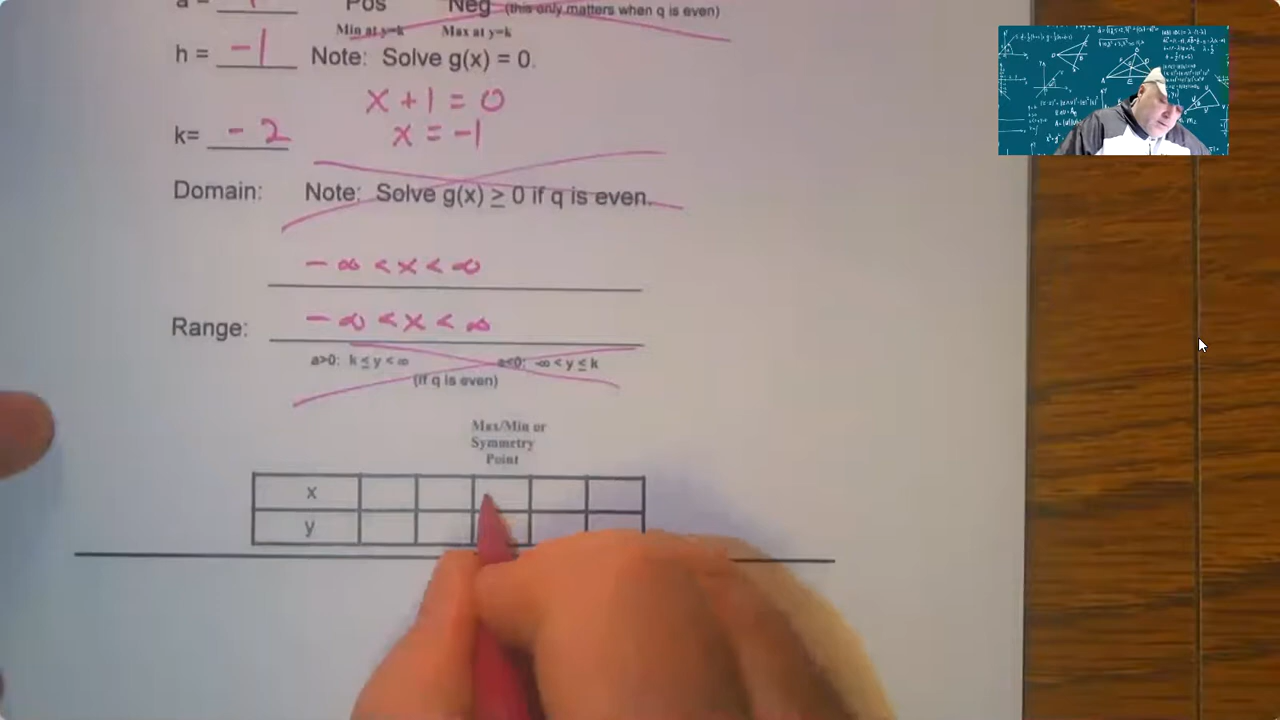 a = 1 Pos Neg (this only matters when q is even)
Min at y=k Max at y=k
h = -1 Note: Solve g(x) = 0.
x + 1 = 0
k= -2 x = -1
Domain: Note: Solve g(x) ≥ 0 if q is even.
-∞ < x < ∞
Range: -∞ < x < ∞
a>0: k ≤ y < ∞ a<0: -∞ < y ≤ k
(if q is even)
Max/Min or
Symmetry
Point
x
y